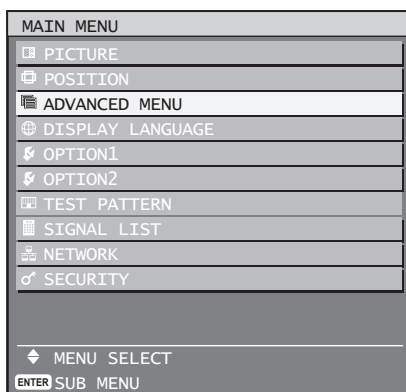 MAIN MENU
PICTURE
POSITION
ADVANCED MENU
DISPLAY LANGUAGE
OPTION1
OPTION2
TEST PATTERN
SIGNAL LIST
NETWORK
SECURITY
MENU SELECT
ENTER SUB MENU